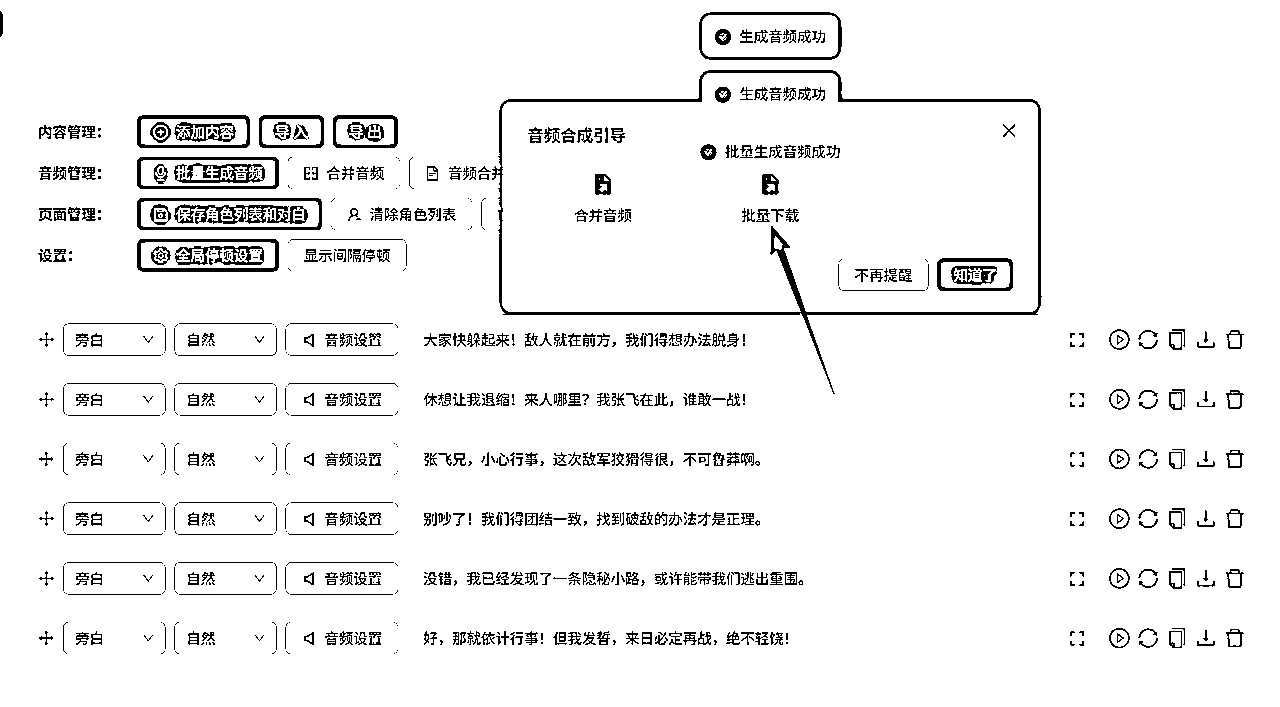 生成音频成功
生成音频成功
音频合成引导
批量生成音频成功
合并音频
批量下载
不再提醒
知道了
内容管理：
添加内容
导入
导出
音频管理：
批量生成音频
合并音频
音频合并
页面管理：
保存角色列表和对白
清除角色列表
设置：
全局停顿设置
显示间隔停顿
旁白 自然 音频设置 大家快躲起来！敌人就在前方，我们得想办法脱身！
旁白 自然 音频设置 休想让我退缩！来人哪里？我张飞在此，谁敢一战！
旁白 自然 音频设置 张飞兄，小心行事，这次敌军狡猾得很，不可鲁莽啊。
旁白 自然 音频设置 别吵了！我们得团结一致，找到破敌的办法才是正理。
旁白 自然 音频设置 没错，我已经发现了一条隐秘小路，或许能带我们逃出重围。
旁白 自然 音频设置 好，那就依计行事！但我发誓，来日必定再战，绝不轻饶！